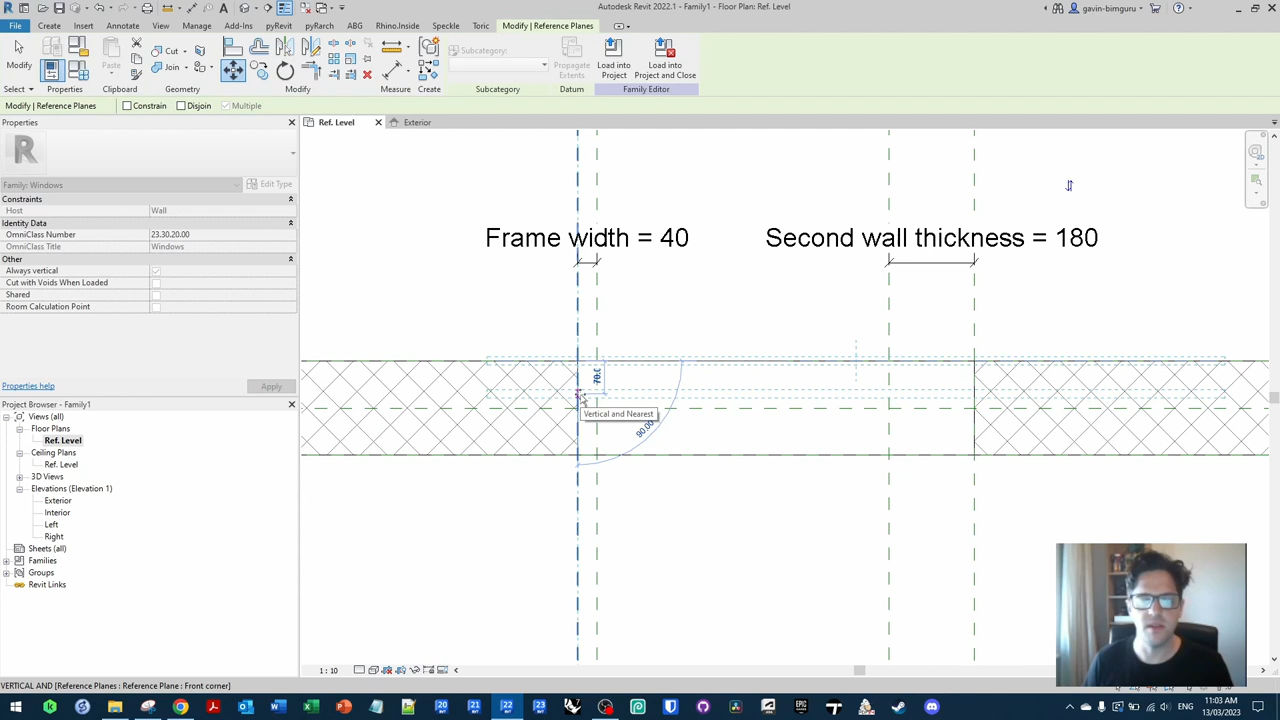 Autodesk Revit 2022.1 - Family1 - Floor Plan: Ref. Level
gavin-bimguru
File Create Insert Annotate View Manage Add-Ins pyRevit pyRarch ABG Rhino.Inside Speckle Toric Modify | Reference Planes
Modify Paste Cut Join Subcategory: Propagate Extents Load into Project Load into Project and Close
Select Properties Clipboard Geometry Modify Measure Create Subcategory Datum Family Editor
Modify | Reference Planes Constrain Disjoin Multiple
Properties
Ref. Level Exterior
Family: Windows Edit Type
Constraints
Host Wall
Identity Data
OmniClass Number 23.30.20.00
OmniClass Title Windows
Other
Always vertical
Cut with Voids When Loaded
Shared
Room Calculation Point
Properties help Apply
Project Browser - Family1
Views (all)
Floor Plans
Ref. Level
Ceiling Plans
Ref. Level
3D Views
Elevations (Elevation 1)
Exterior
Interior
Left
Right
Sheets (all)
Families
Groups
Revit Links
Frame width = 40
Second wall thickness = 180
70.0
Vertical and Nearest
90.00
1 : 10
VERTICAL AND [Reference Planes : Reference Plane : Front corner]
20 21 22 23
ENG
11:03 AM
13/03/2023